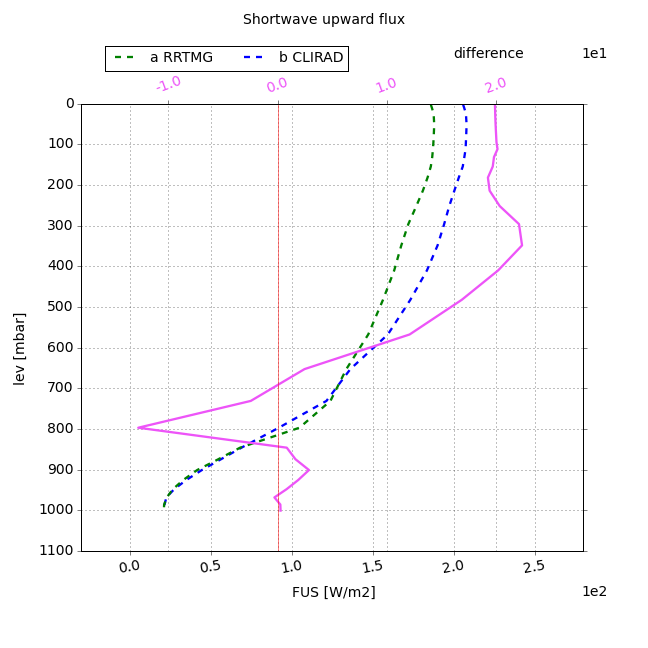 Shortwave upward flux
a RRTMG b CLIRAD difference 1e1
-1.0 0.0 1.0 2.0
0
100
200
300
400
500
600
700
800
900
1000
1100
lev [mbar]
0.0 0.5 1.0 1.5 2.0 2.5
FUS [W/m2] 1e2